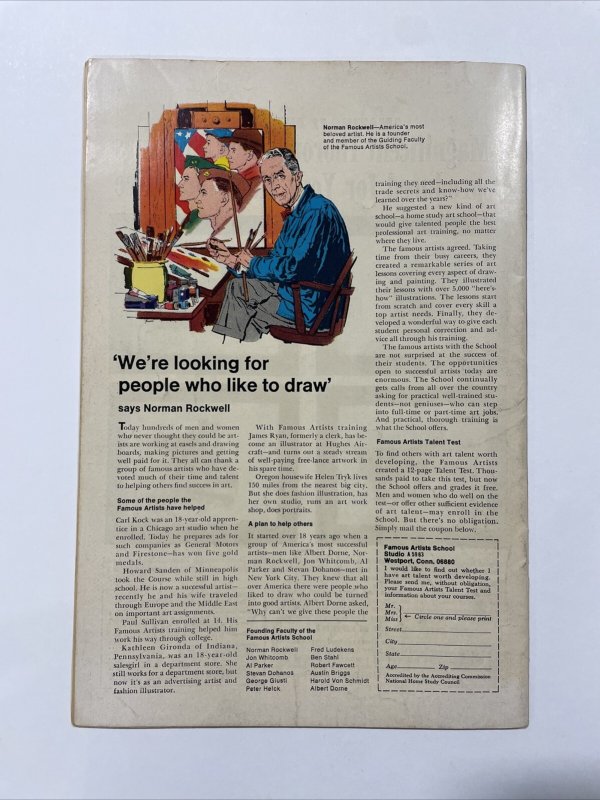 Norman Rockwell—America's most
beloved artist. He is a founder
and member of the Guiding Faculty
of the Famous Artists School.
'We're looking for
people who like to draw'
says Norman Rockwell
Today hundreds of men and women
who never thought they could be art-
ists are working at easels and drawing
boards, making pictures and getting
well paid for it. They all can thank a
group of famous artists who have de-
voted much of their time and talent
to helping others find success in art.
Some of the people the
Famous Artists have helped
Carl Kock was an 18-year-old appren-
tice in a Chicago art studio when he
enrolled. Today he prepares ads for
such companies as General Motors
and Firestone—has won five gold
medals.
Howard Sanden of Minneapolis
took the Course while still in high
school. He is now a successful artist—
recently he and his wife traveled
through Europe and the Middle East
on important art assignments.
Paul Sullivan enrolled at 14. His
Famous Artists training helped him
work his way through college.
Kathleen Gironda of Indiana,
Pennsylvania, was an 18-year-old
salesgirl in a department store. She
still works for a department store, but
now it's as an advertising artist and
fashion illustrator.
With Famous Artists training
James Ryan, formerly a clerk, has be-
come an illustrator at Hughes Air-
craft—and turns out a steady stream
of well-paying free-lance artwork in
his spare time.
Oregon housewife Helen Tryk lives
150 miles from the nearest big city.
But she does fashion illustration, has
her own studio, runs an art work
shop, does portraits.
A plan to help others
It started over 18 years ago when a
group of America's most successful
artists—men like Albert Dorne, Nor-
man Rockwell, Jon Whitcomb, Al
Parker and Stevan Dohanos—met in
New York City. They knew that all
over America there were people who
liked to draw who could be turned
into good artists. Albert Dorne asked,
"Why can't we give these people the
Founding Faculty of the
Famous Artists School
Norman Rockwell
Jon Whitcomb
Al Parker
Stevan Dohanos
George Giusti
Peter Helck
Fred Ludekens
Ben Stahl
Robert Fawcett
Austin Briggs
Harold Von Schmidt
Albert Dorne
training they need—including all the
trade secrets and know-how we've
learned over the years?"
He suggested a new kind of art
school—a home study art school—that
would give talented people the best
professional art training, no matter
where they live.
The famous artists agreed. Taking
time from their busy careers, they
created a remarkable series of art
lessons covering every aspect of draw-
ing and painting. They illustrated
their lessons with over 5,000 "here's-
how" illustrations. The lessons start
from scratch and cover every skill a
top artist needs. Finally, they de-
veloped a wonderful way to give each
student personal correction and ad-
vice all through his training.
The famous artists with the School
are not surprised at the success of
their students. The opportunities
open to successful artists today are
enormous. The School continually
gets calls from all over the country
asking for practical well-trained stu-
dents—not geniuses—who can step
into full-time or part-time art jobs.
And practical, thorough training is
what the School offers.
Famous Artists Talent Test
To find others with art talent worth
developing, the Famous Artists
created a 12-page Talent Test. Thou-
sands paid to take this test, but now
the School offers and grades it free.
Men and women who do well on the
test—or offer other sufficient evidence
of art talent—may enroll in the
School. But there's no obligation.
Simply mail the coupon below.
Famous Artists School
Studio A 5083
Westport, Conn. 06880
I would like to find out whether I
have art talent worth developing.
Please send me, without obligation,
your Famous Artists Talent Test and
information about your courses.
Mr.
Mrs.
Miss
← Circle one and please print
Street
City
State
Age Zip
Accredited by the Accrediting Commission
National Home Study Council